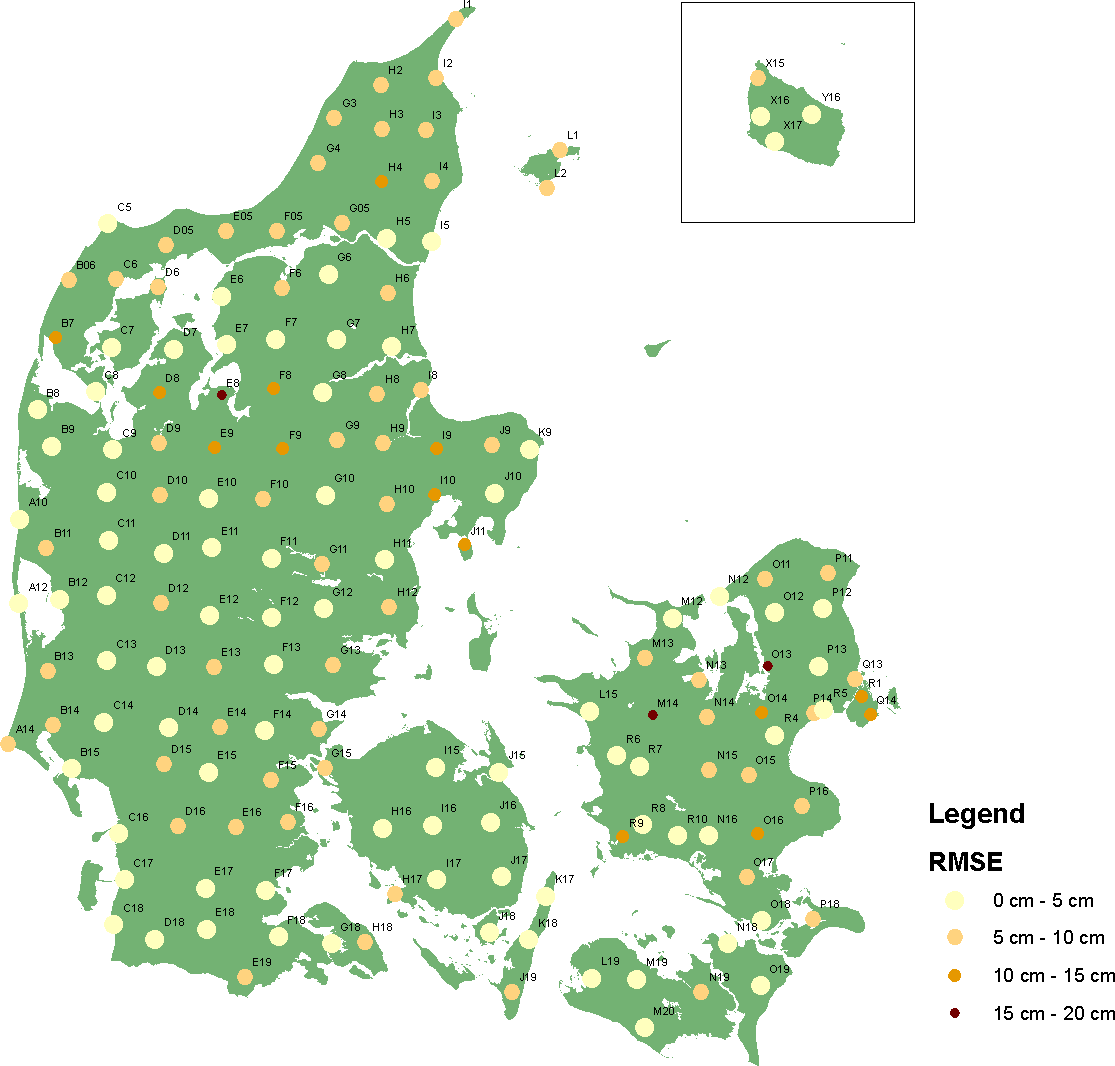 I1
H2 I2
X15
G3 H3 I3
X16 Y16
L1
X17
G4 H4 I4
L2
C5 E05 F05 G05 H5 I5
D05
B06 C6 D6 E6 F6 G6 H6
B7 C7 D7 E7 F7 G7 H7
B8 C8 D8 E8 F8 G8 H8 I8
B9 C9 D9 E9 F9 G9 H9 I9 J9 K9
A10 C10 D10 E10 F10 G10 H10 I10 J10
B11 C11 D11 E11 F11 G11 H11 J11
O11 P11
A12 B12 C12 D12 E12 F12 G12 H12
M12 N12 O12 P12
B13 C13 D13 E13 F13 G13
M13 N13 O13 P13 Q13
R5 R1
A14 B14 C14 D14 E14 F14 G14
L15 M14 N14 O14 P14 Q14
R4
B15 D15 E15 F15 G15 I15 J15
R6 R7 N15 O15
C16 D16 E16 F16 H16 I16 J16
R9 R8 R10 N16 O16 P16
C17 E17 F17 H17 I17 J17 K17
O17
C18 D18 E18 F18 G18 H18 J18 K18
N18 O18 P18
E19 J19 L19 M19 N19 O19
M20
Legend
RMSE
0 cm - 5 cm
5 cm - 10 cm
10 cm - 15 cm
15 cm - 20 cm